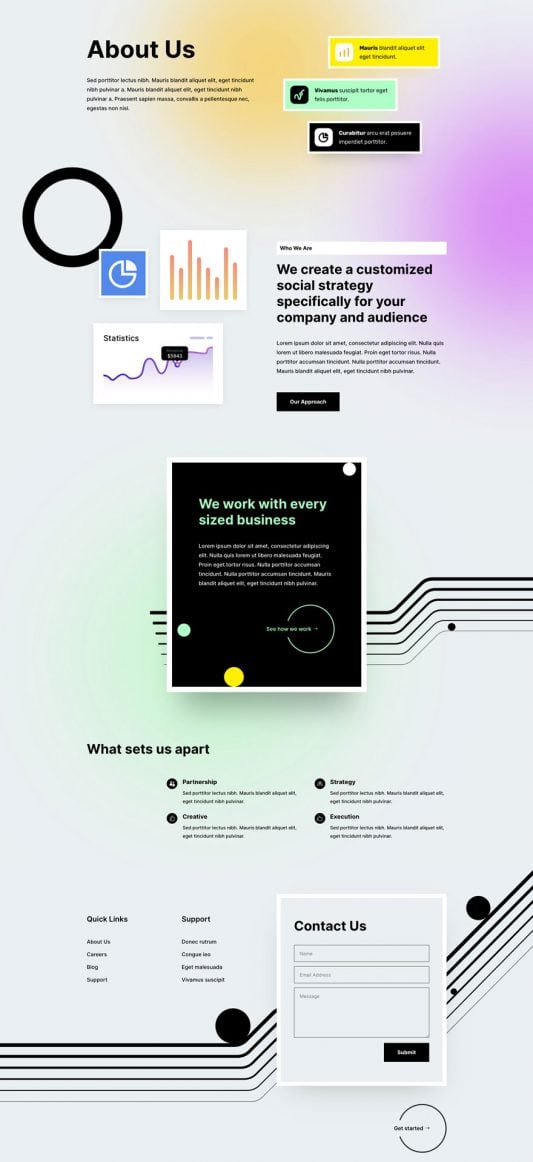 About Us
Sed porttitor lectus nibh. Mauris blandit aliquet elit, eget tincidunt
nibh pulvinar a. Mauris blandit aliquet elit, eget tincidunt nibh
pulvinar a. Praesent sapien massa, convallis a pellentesque nec,
egestas non nisi.
Mauris blandit aliquet elit
eget tincidunt.
Vivamus suscipit tortor eget
felis porttitor.
Curabitur arcu erat posuere
imperdiet porttitor.
Statistics
$5943
Who We Are
We create a customized
social strategy
specifically for your
company and audience
Lorem ipsum dolor sit amet, consectetur adipiscing elit. Nulla quis
lorem ut libero malesuada feugiat. Proin eget tortor risus. Nulla
porttitor accumsan tincidunt. Nulla porttitor accumsan tincidunt.
Mauris blandit aliquet elit, eget tincidunt nibh pulvinar.
Our Approach
We work with every
sized business
Lorem ipsum dolor sit amet, consectetur adipiscing
elit. Nulla quis lorem ut libero malesuada feugiat.
Proin eget tortor risus. Nulla porttitor accumsan
tincidunt. Nulla porttitor accumsan tincidunt. Mauris
blandit aliquet elit, eget tincidunt nibh pulvinar.
See how we work →
What sets us apart
Partnership
Sed porttitor lectus nibh. Mauris blandit aliquet elit,
eget tincidunt nibh pulvinar.
Strategy
Sed porttitor lectus nibh. Mauris blandit aliquet elit,
eget tincidunt nibh pulvinar.
Creative
Sed porttitor lectus nibh. Mauris blandit aliquet elit,
eget tincidunt nibh pulvinar.
Execution
Sed porttitor lectus nibh. Mauris blandit aliquet elit,
eget tincidunt nibh pulvinar.
Quick Links
About Us
Careers
Blog
Support
Support
Donec rutrum
Congue leo
Eget malesuada
Vivamus suscipit
Contact Us
Name
Email Address
Message
Submit
Get started →